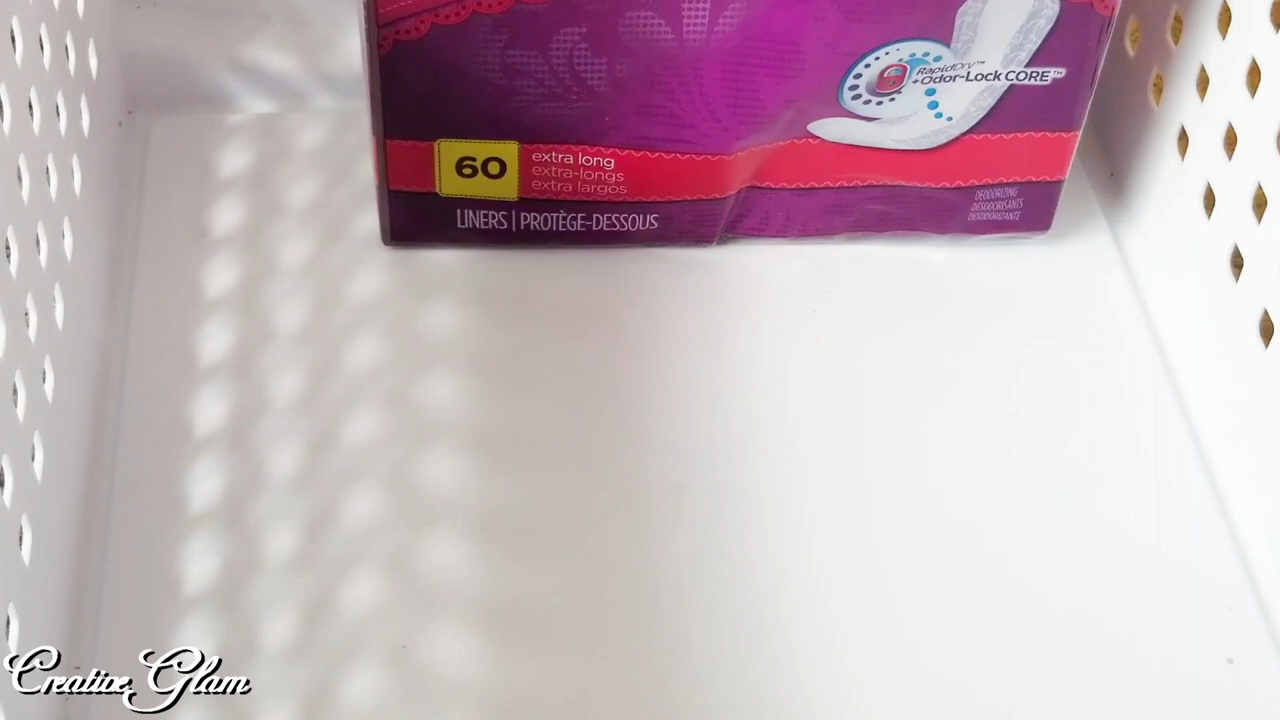 RapidDry™
+Odor-Lock CORE™
60
extra long
extra-longs
extra largos
LINERS | PROTÈGE-DESSOUS
DEODORIZING
DÉSODORISANTS
DESODORIZANTE
Creative Glam